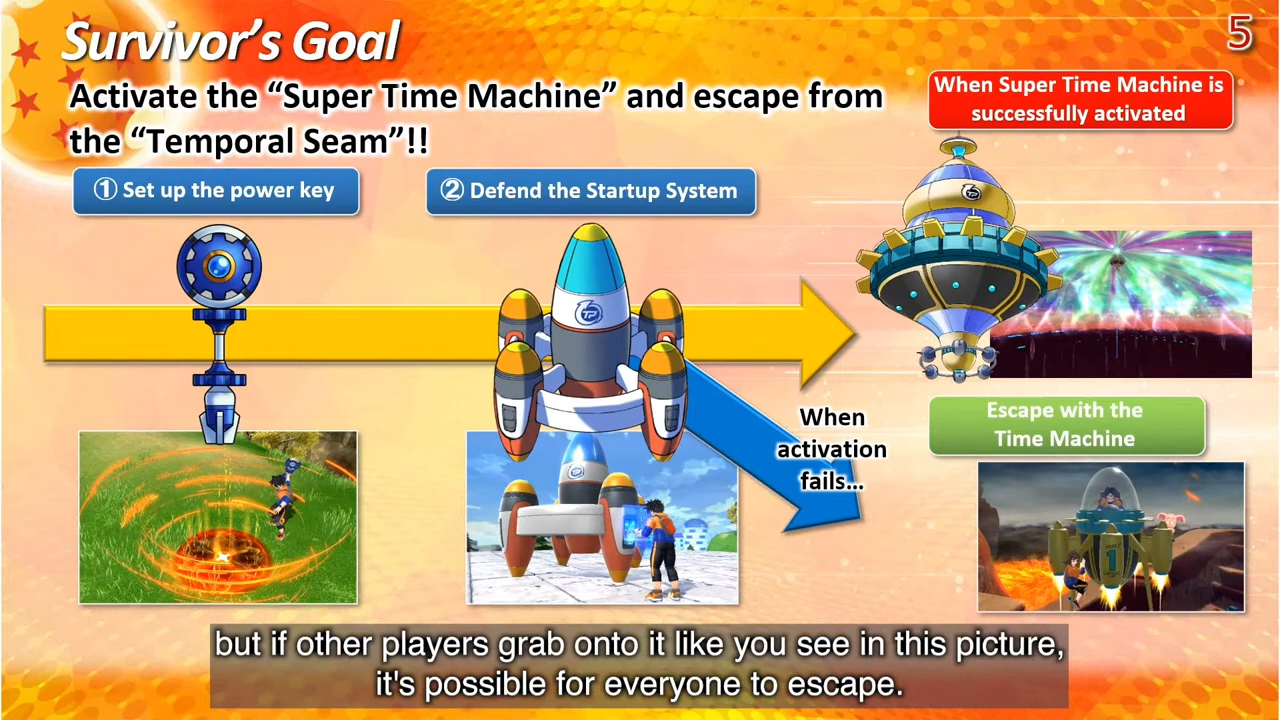 Survivor's Goal
5
Activate the “Super Time Machine” and escape from
the “Temporal Seam”!!
When Super Time Machine is
successfully activated
① Set up the power key
② Defend the Startup System
TP
TP
When
activation
fails...
Escape with the
Time Machine
1
but if other players grab onto it like you see in this picture,
it's possible for everyone to escape.